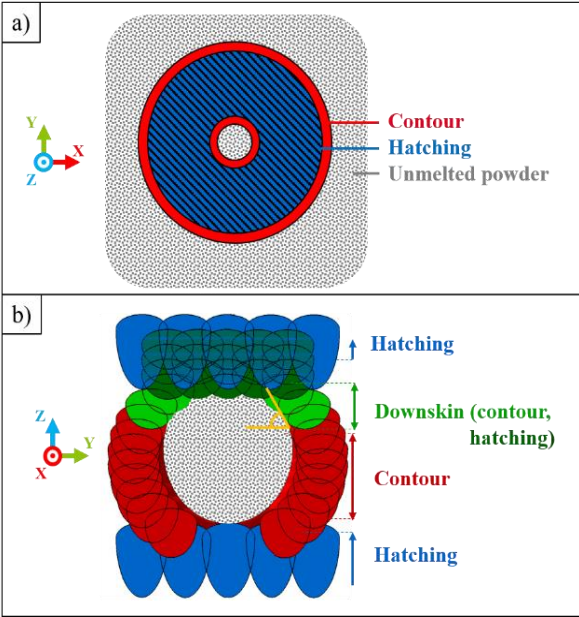 a)
Y
X
Z
Contour
Hatching
Unmelted powder
b)
Hatching
Z
Y
X
Downskin (contour,
hatching)
Contour
Hatching